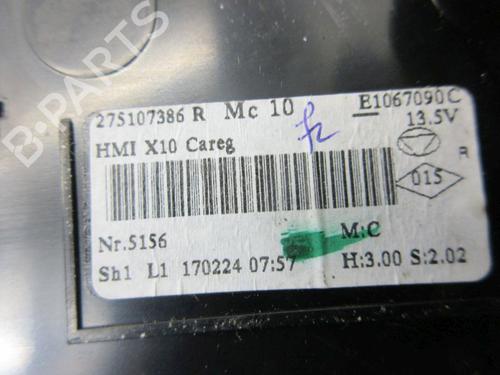 275107386 R Mc 10 E1067090C
13.5V
HMI X10 Careg
R
015
Nr.5156
M:C
Sh1 L1 170224 07:57 H:3.00 S:2.02
B-PARTS